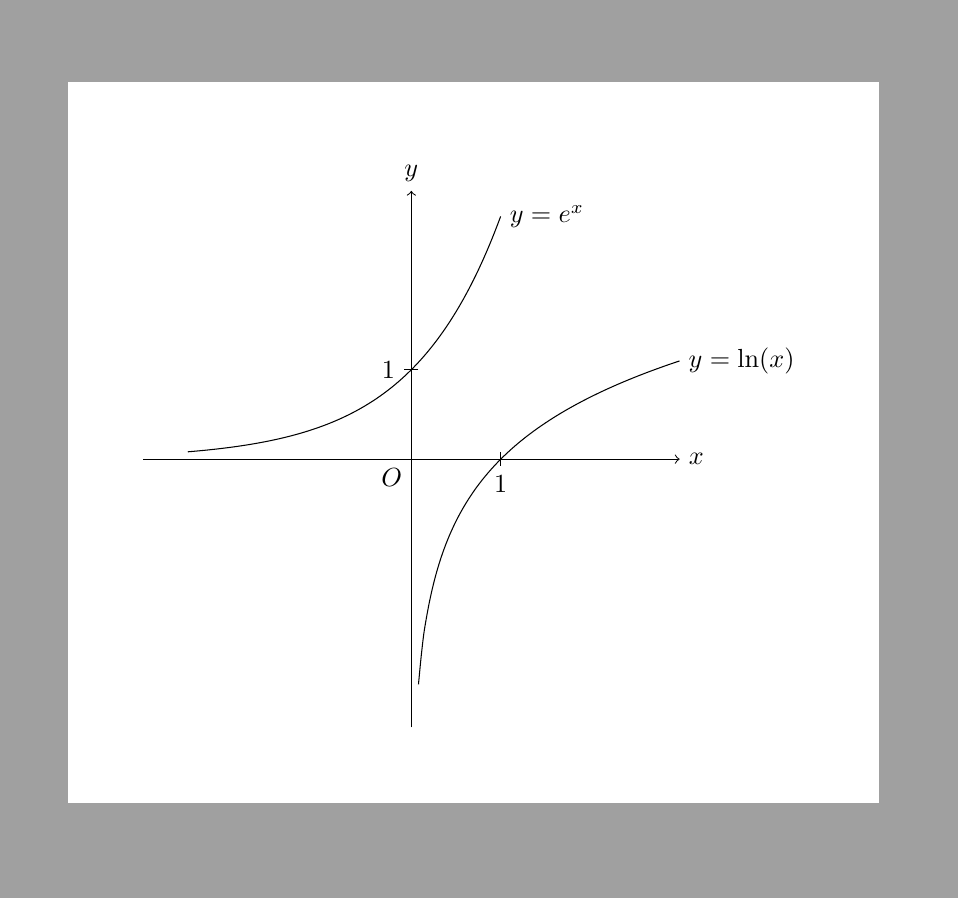 y
y = e^x
1
y = ln(x)
x
O
1